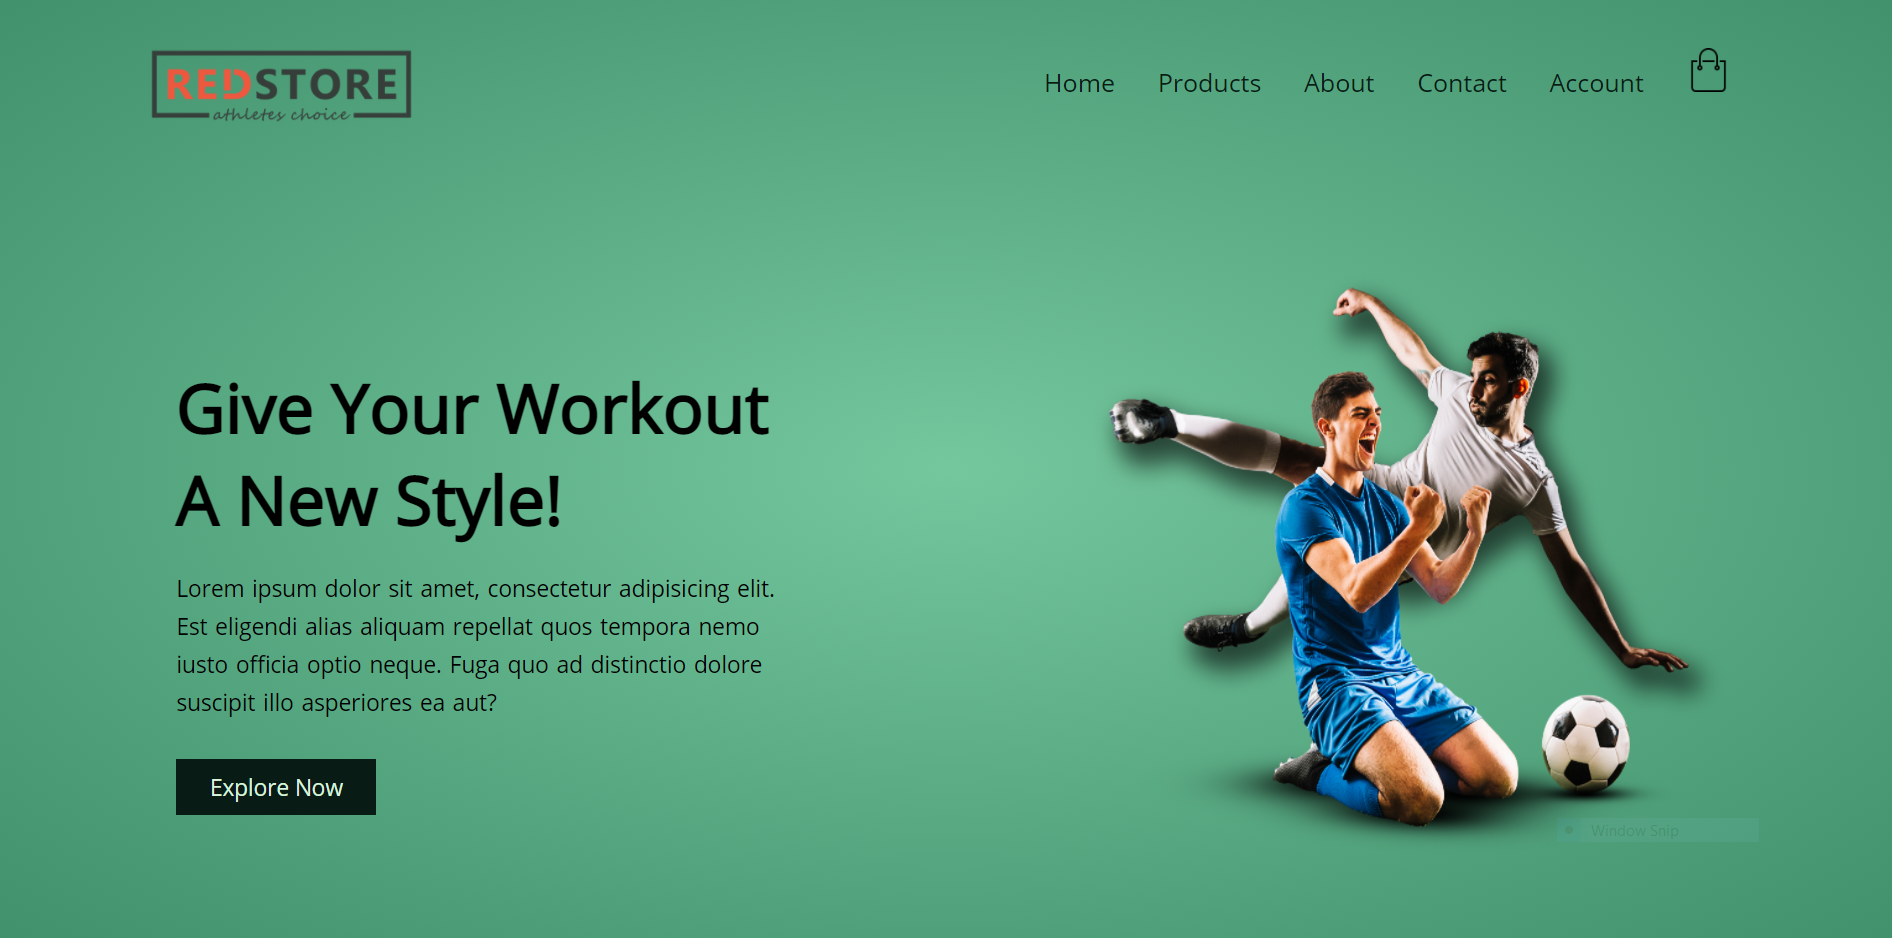 REDSTORE
athletes choice
Home Products About Contact Account
Give Your Workout
A New Style!
Lorem ipsum dolor sit amet, consectetur adipisicing elit.
Est eligendi alias aliquam repellat quos tempora nemo
iusto officia optio neque. Fuga quo ad distinctio dolore
suscipit illo asperiores ea aut?
Explore Now
Window Snip